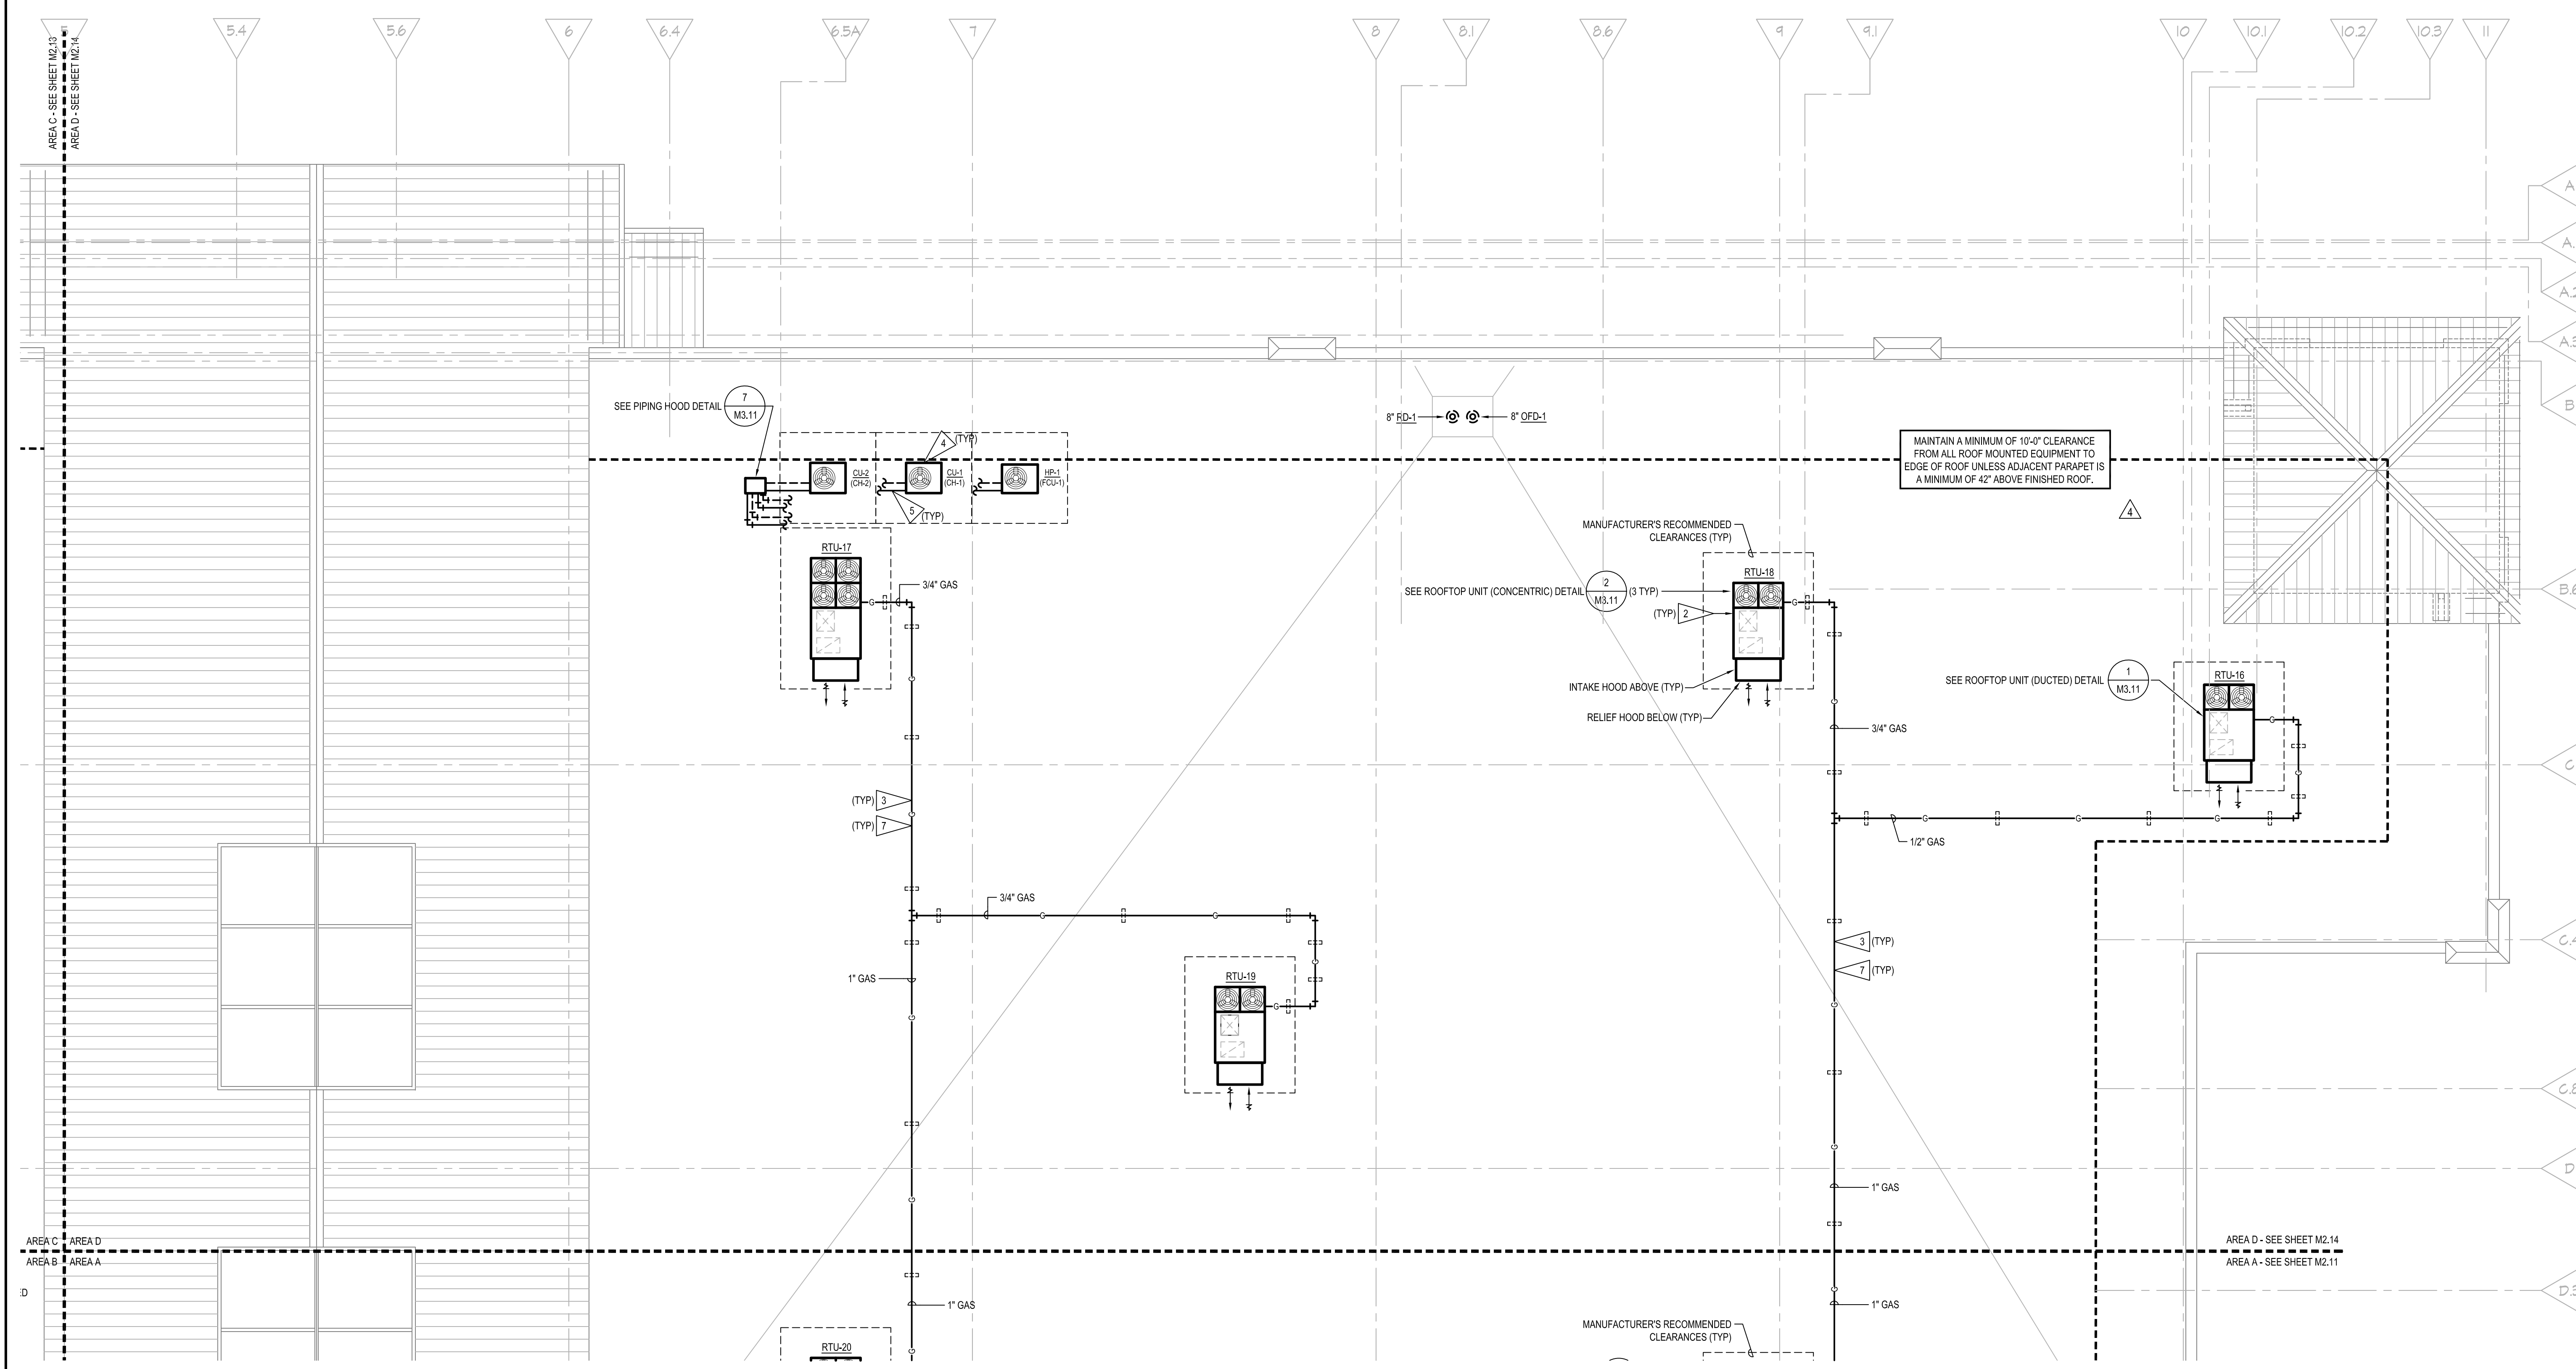 5
5.4
5.6
6
6.4
6.5A
7
8
8.1
8.6
9
9.1
10
10.1
10.2
10.3
11
AREA C - SEE SHEET M2.13
AREA D - SEE SHEET M2.14
SEE PIPING HOOD DETAIL
7
M3.11
4
(TYP)
CU-2
(CH-2)
CU-1
(CH-1)
HP-1
(FCU-1)
5
(TYP)
8" RD-1
8" OFD-1
MAINTAIN A MINIMUM OF 10'-0" CLEARANCE
FROM ALL ROOF MOUNTED EQUIPMENT TO
EDGE OF ROOF UNLESS ADJACENT PARAPET IS
A MINIMUM OF 42" ABOVE FINISHED ROOF.
4
RTU-17
G
3/4" GAS
MANUFACTURER'S RECOMMENDED
CLEARANCES (TYP)
RTU-18
SEE ROOFTOP UNIT (CONCENTRIC) DETAIL
2
M3.11
(3 TYP)
(TYP) 2
G
INTAKE HOOD ABOVE (TYP)
RELIEF HOOD BELOW (TYP)
3/4" GAS
SEE ROOFTOP UNIT (DUCTED) DETAIL
1
M3.11
RTU-16
G
(TYP) 3
(TYP) 7
1/2" GAS
G
G
G
3/4" GAS
G
G
3 (TYP)
7 (TYP)
1" GAS
RTU-19
G
1" GAS
AREA C
AREA D
AREA B
AREA A
AREA D - SEE SHEET M2.14
AREA A - SEE SHEET M2.11
1" GAS
1" GAS
MANUFACTURER'S RECOMMENDED
CLEARANCES (TYP)
RTU-20
A
B
C
D